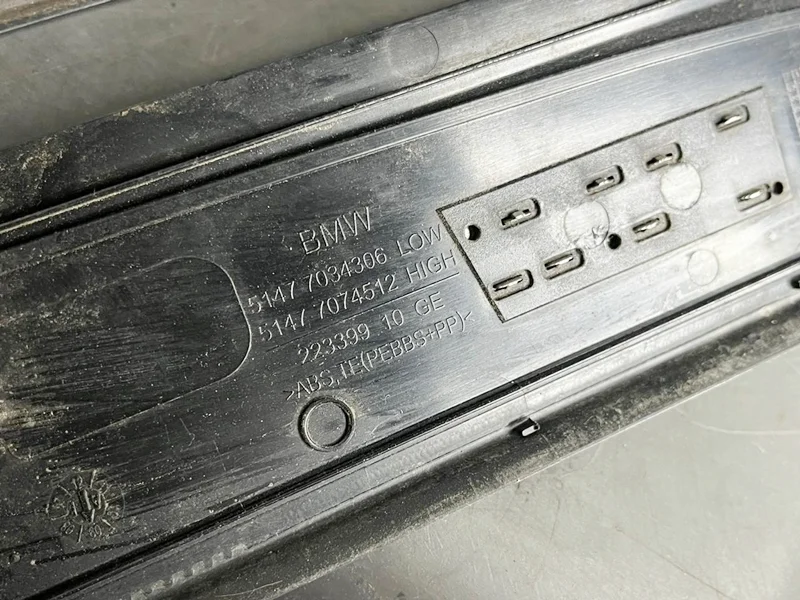 BMW
5147 7034306 LOW
5147 7074512 HIGH
223399 10 GE
>ABS,TE(PEBBS+PP)<